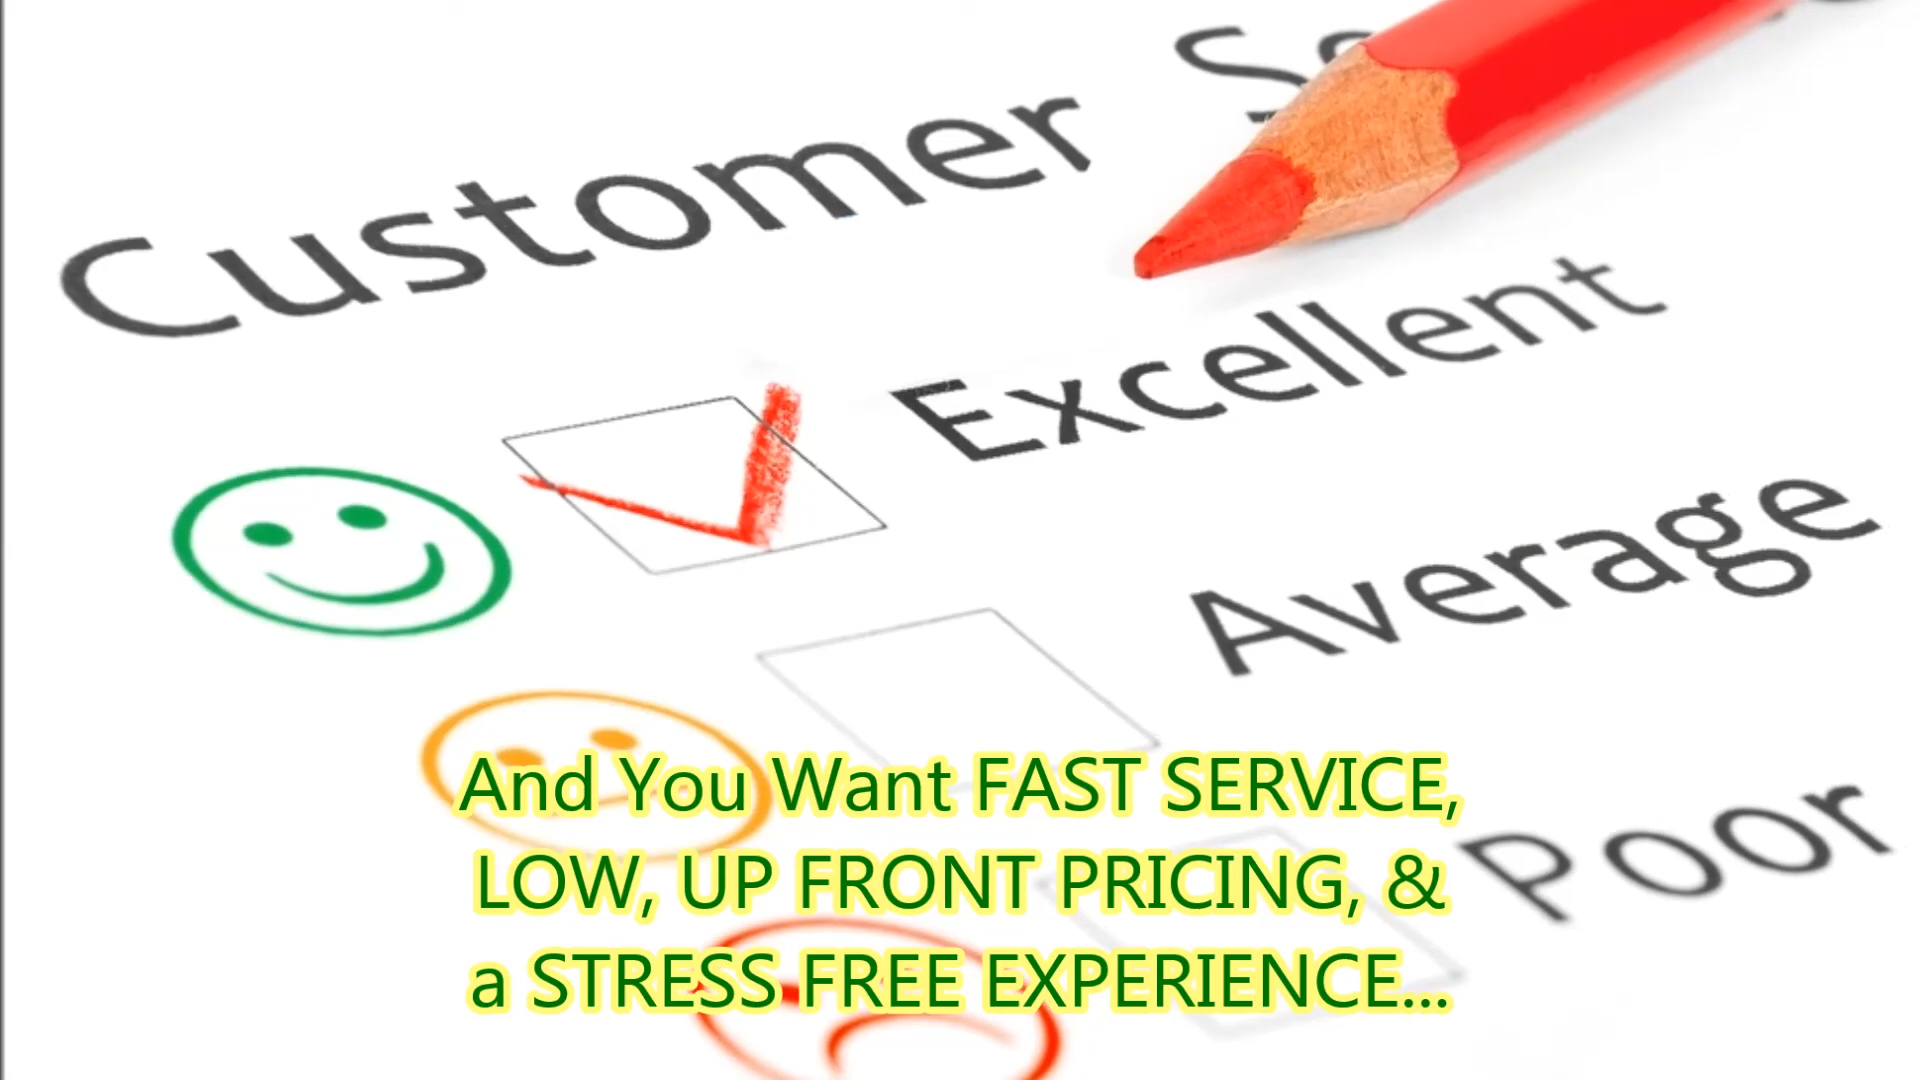 Customer
Excellent
Average
Poor
And You Want FAST SERVICE,
LOW, UP FRONT PRICING, &
a STRESS FREE EXPERIENCE...